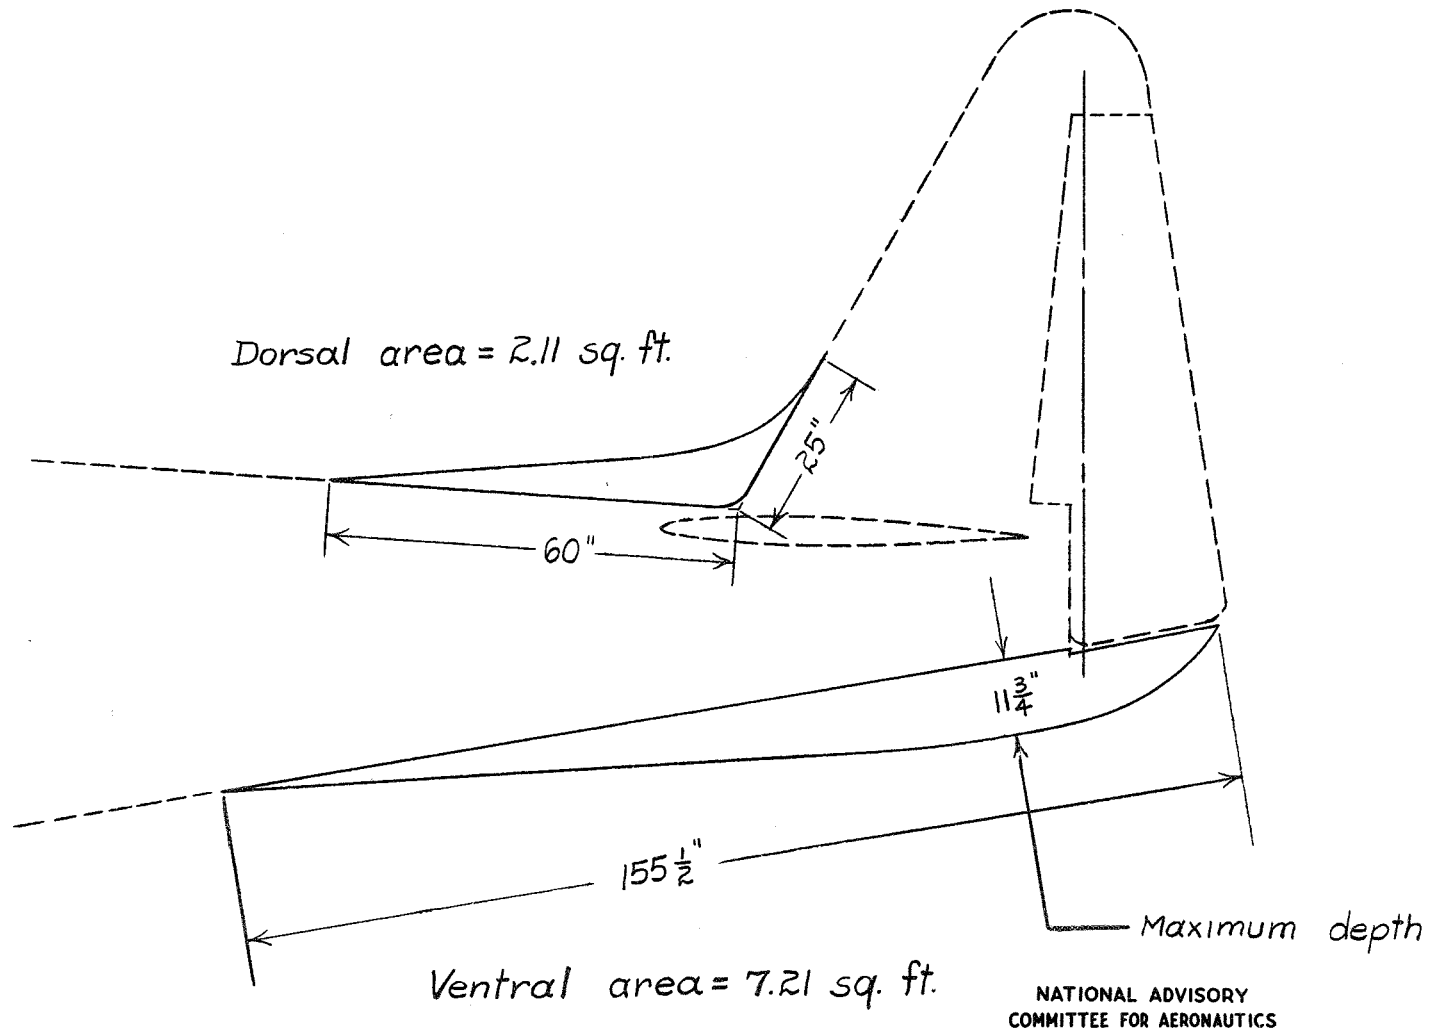 Dorsal area = 2.11 sq. ft.
25"
60"
11 3/4"
155 1/2"
Maximum depth
Ventral area = 7.21 sq. ft.
NATIONAL ADVISORY
COMMITTEE FOR AERONAUTICS